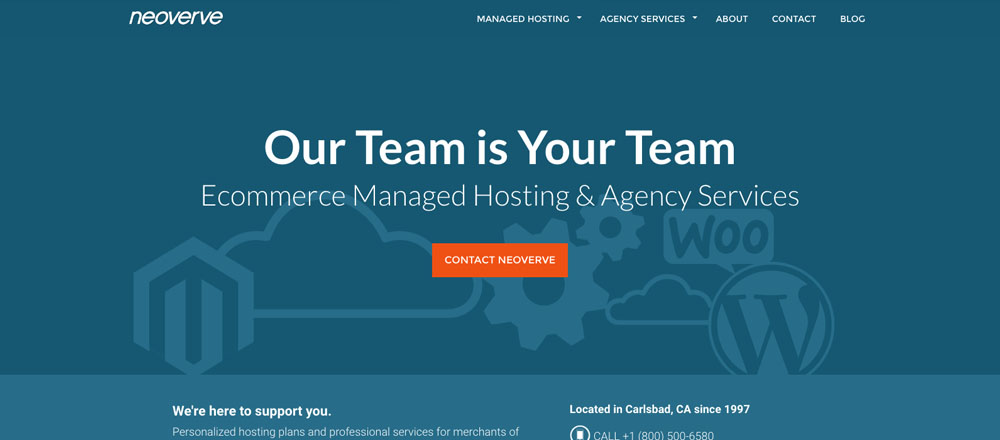 neoverve
MANAGED HOSTING AGENCY SERVICES ABOUT CONTACT BLOG
Our Team is Your Team
Ecommerce Managed Hosting & Agency Services
Woo
W
CONTACT NEOVERVE
We're here to support you.
Personalized hosting plans and professional services for merchants of
Located in Carlsbad, CA since 1997
CALL +1 (800) 500-6580